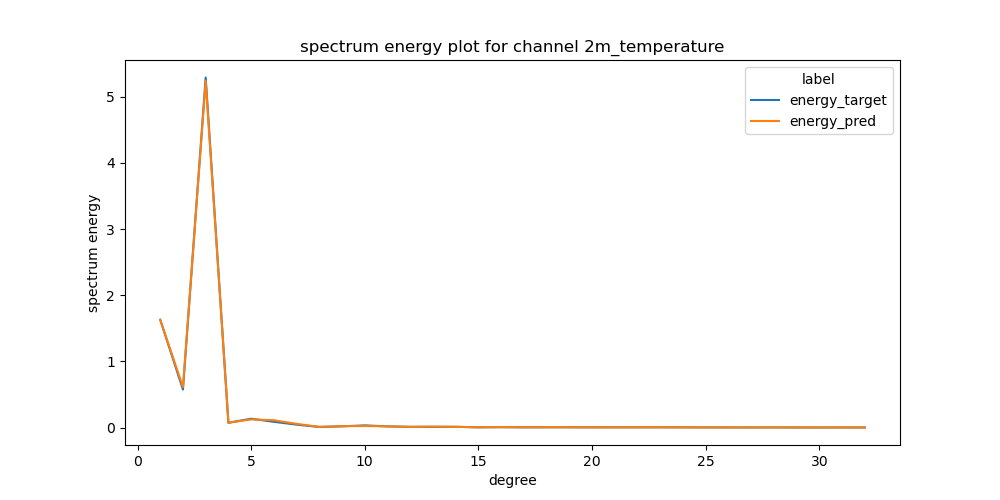 spectrum energy plot for channel 2m_temperature
label
energy_target
energy_pred
spectrum energy
5
4
3
2
1
0
0 5 10 15 20 25 30
degree